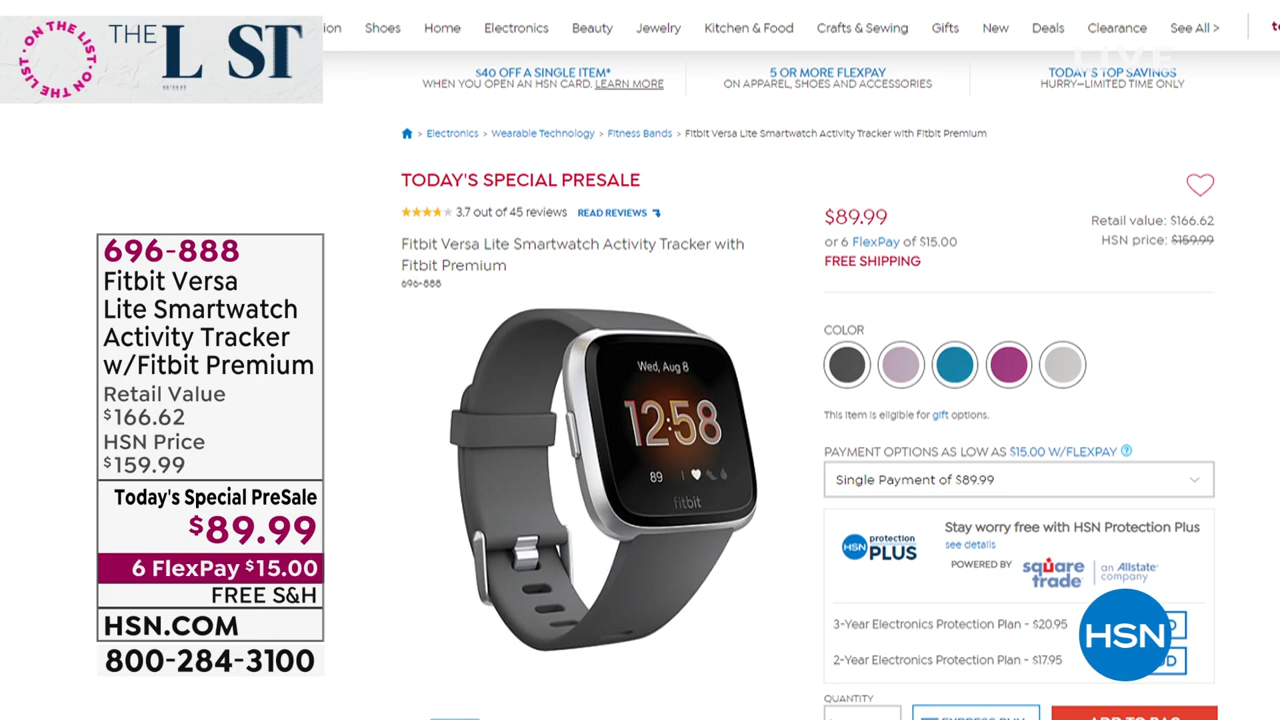 ON THE LIST · ON THE LIST ·
THE L ST
ion Shoes Home Electronics Beauty Jewelry Kitchen & Food Crafts & Sewing Gifts New Deals Clearance See All >
LIVE
$40 OFF A SINGLE ITEM*
WHEN YOU OPEN AN HSN CARD. LEARN MORE
5 OR MORE FLEXPAY
ON APPAREL, SHOES AND ACCESSORIES
TODAY'S TOP SAVINGS
HURRY—LIMITED TIME ONLY
> Electronics > Wearable Technology > Fitness Bands > Fitbit Versa Lite Smartwatch Activity Tracker with Fitbit Premium
696-888
Fitbit Versa
Lite Smartwatch
Activity Tracker
w/Fitbit Premium
Retail Value
$166.62
HSN Price
$159.99
Today's Special PreSale
$89.99
6 FlexPay $15.00
FREE S&H
HSN.COM
800-284-3100
TODAY'S SPECIAL PRESALE
3.7 out of 45 reviews READ REVIEWS
Fitbit Versa Lite Smartwatch Activity Tracker with
Fitbit Premium
696-888
Wed, Aug 8
12:58
89
fitbit
$89.99
or 6 FlexPay of $15.00
FREE SHIPPING
Retail value: $166.62
HSN price: $159.99
COLOR
This item is eligible for gift options.
PAYMENT OPTIONS AS LOW AS $15.00 W/FLEXPAY ?
Single Payment of $89.99
HSN protection PLUS
Stay worry free with HSN Protection Plus
see details
POWERED BY square trade an Allstate company
3-Year Electronics Protection Plan - $20.95
2-Year Electronics Protection Plan - $17.95
HSN
D
DD
QUANTITY
EXPRESS BUY
ADD TO BAG